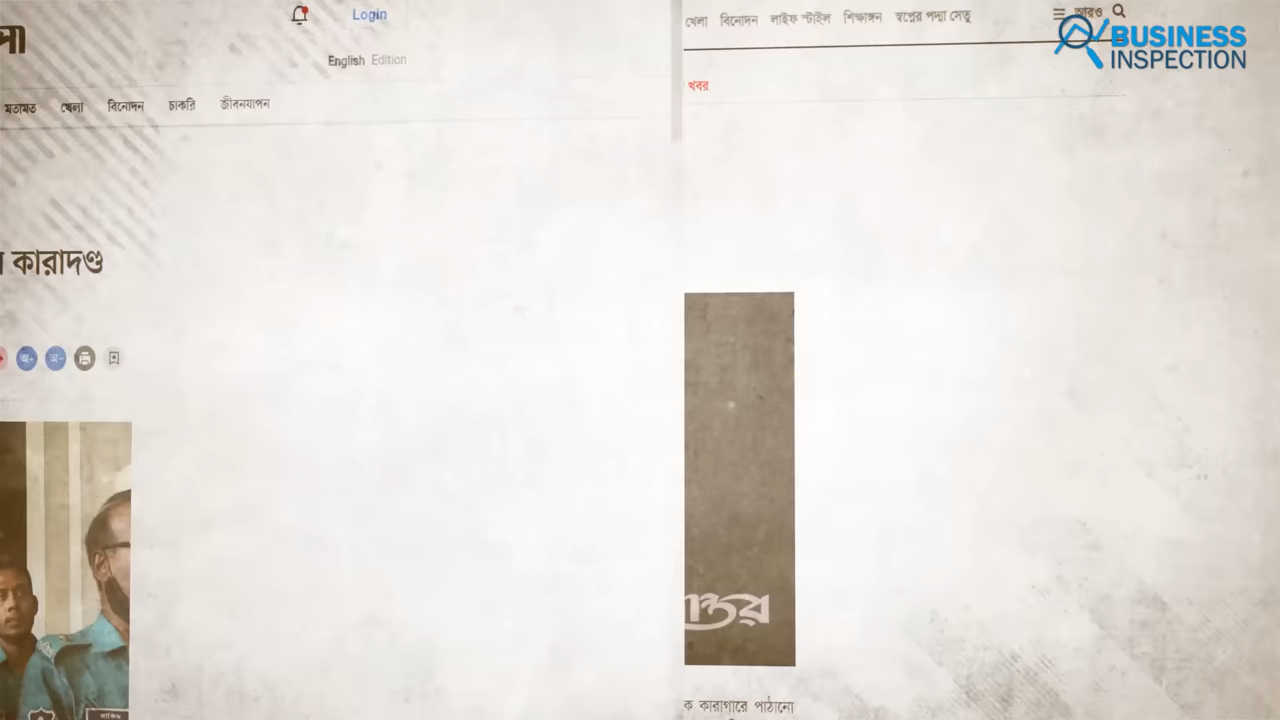 Login
English Edition
মতামত খেলা বিনোদন চাকরি জীবনযাপন
কারাদণ্ড
অ+ অ-
খেলা বিনোদন লাইফ স্টাইল শিক্ষাঙ্গন স্বপ্নের পদ্মা সেতু
আরও
খবর
ক কারাগারে পাঠানো
BUSINESS
INSPECTION